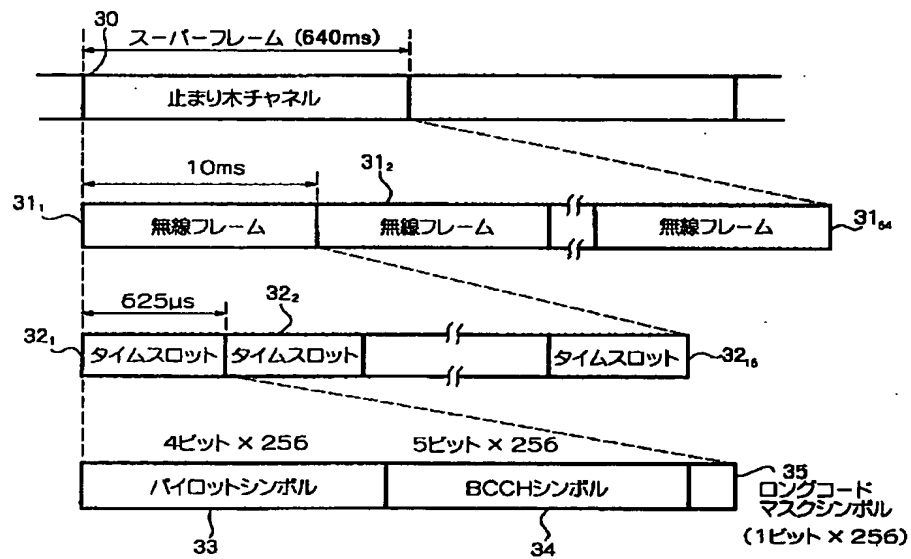 30
スーパーフレーム (640ms)
止まり木チャネル
10ms
31₂
31₁
無線フレーム
無線フレーム
無線フレーム
31₆₄
625μs
32₂
32₁
タイムスロット
タイムスロット
タイムスロット
32₁₆
4ビット × 256
5ビット × 256
パイロットシンボル
BCCHシンボル
35
ロングコード
マスクシンボル
(1ビット × 256)
33
34